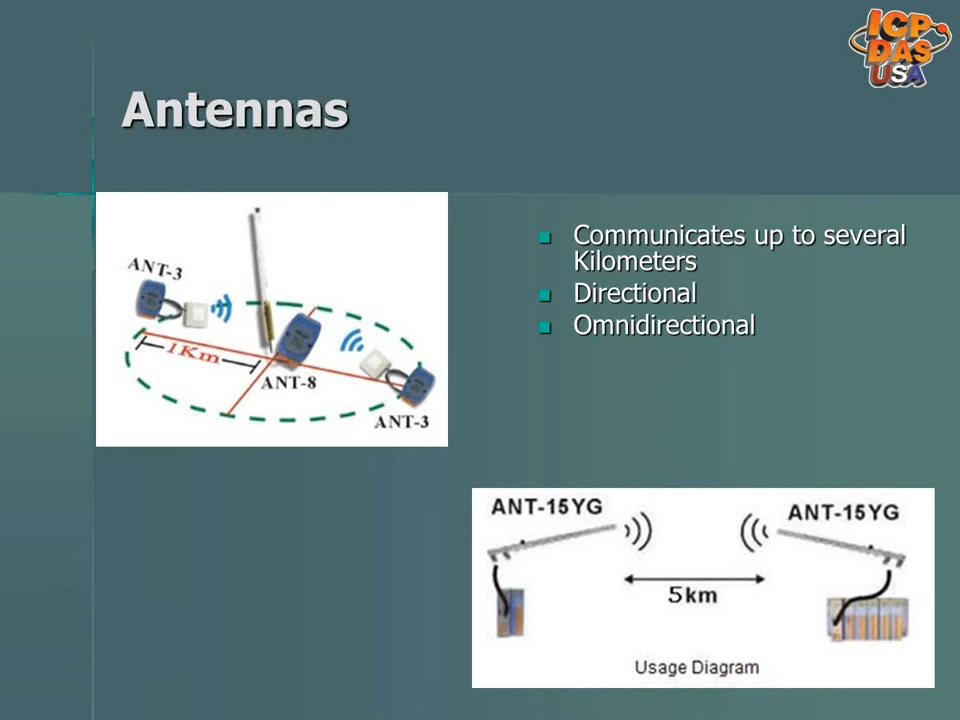 ICP
DAS
USA
Antennas
ANT-3
1Km
ANT-8
ANT-3
Communicates up to several
Kilometers
Directional
Omnidirectional
ANT-15YG
ANT-15YG
5km
Usage Diagram